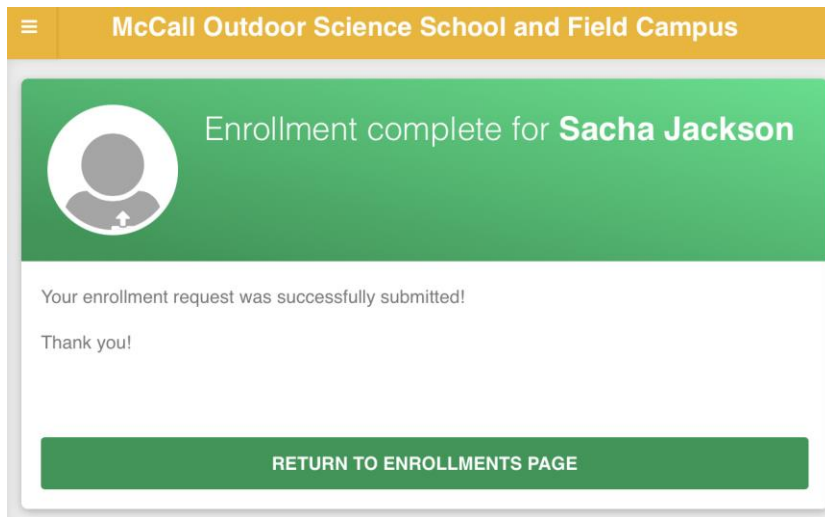 McCall Outdoor Science School and Field Campus
Enrollment complete for Sacha Jackson
Your enrollment request was successfully submitted!
Thank you!
RETURN TO ENROLLMENTS PAGE